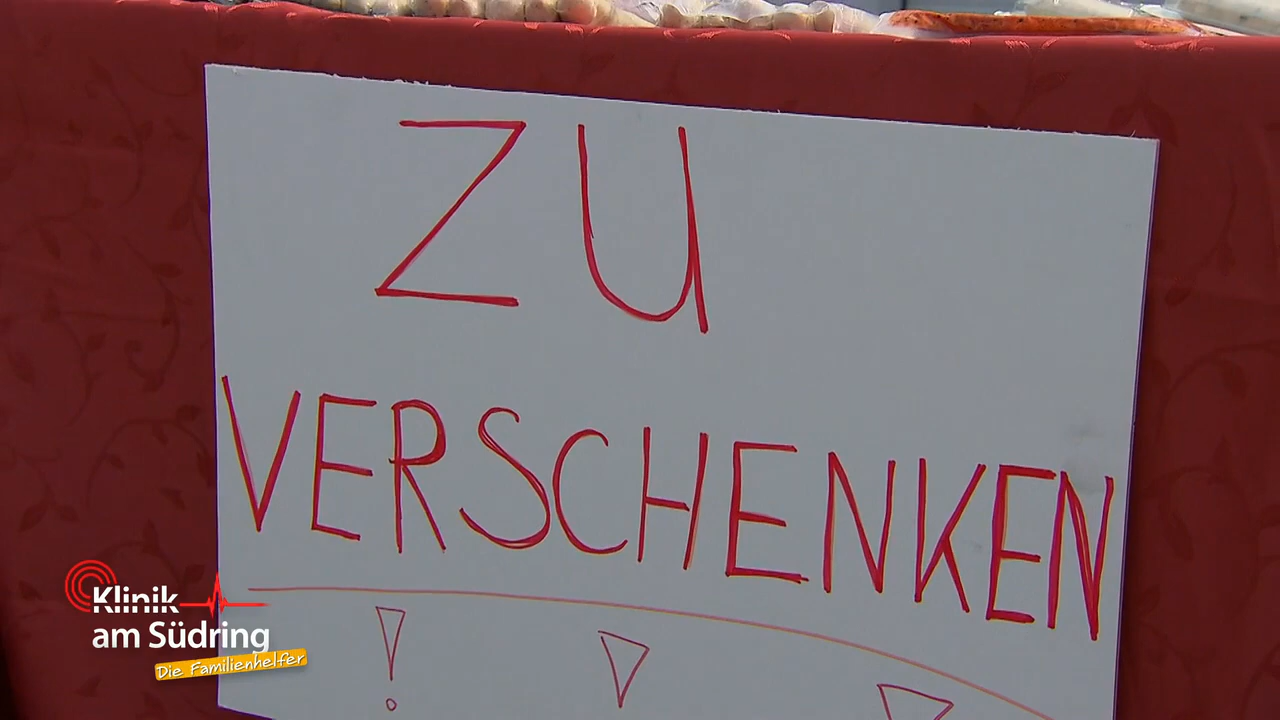 ZU
VERSCHENKEN
!
Klinik
am Südring
Die Familienhelfer